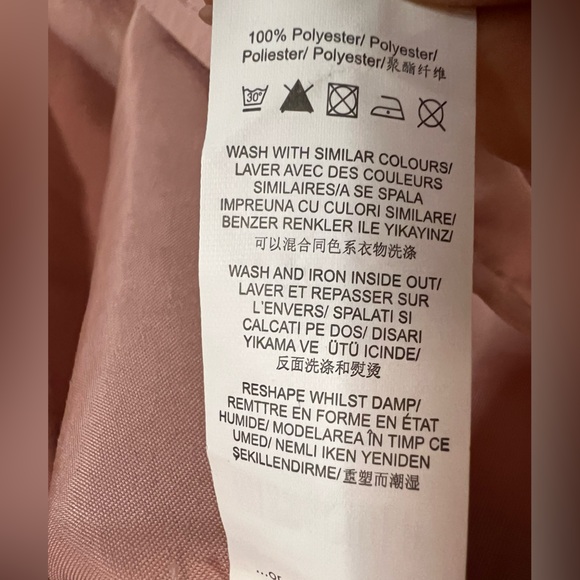 100% Polyester/ Polyester/
Poliester/ Polyester/聚酯纤维
30°
WASH WITH SIMILAR COLOURS/
LAVER AVEC DES COULEURS
SIMILAIRES/A SE SPALA
IMPREUNA CU CULORI SIMILARE/
BENZER RENKLER ILE YIKAYINZ/
可以混合同色系衣物洗涤
WASH AND IRON INSIDE OUT/
LAVER ET REPASSER SUR
L'ENVERS/ SPALATI SI
CALCATI PE DOS/ DISARI
YIKAMA VE ÜTÜ ICINDE/
反面洗涤和熨烫
RESHAPE WHILST DAMP/
REMTTRE EN FORME EN ÉTAT
HUMIDE/ MODELAREA ÎN TIMP CE
UMED/ NEMLI IKEN YENIDEN
ŞEKILLENDIRME/重塑而潮湿